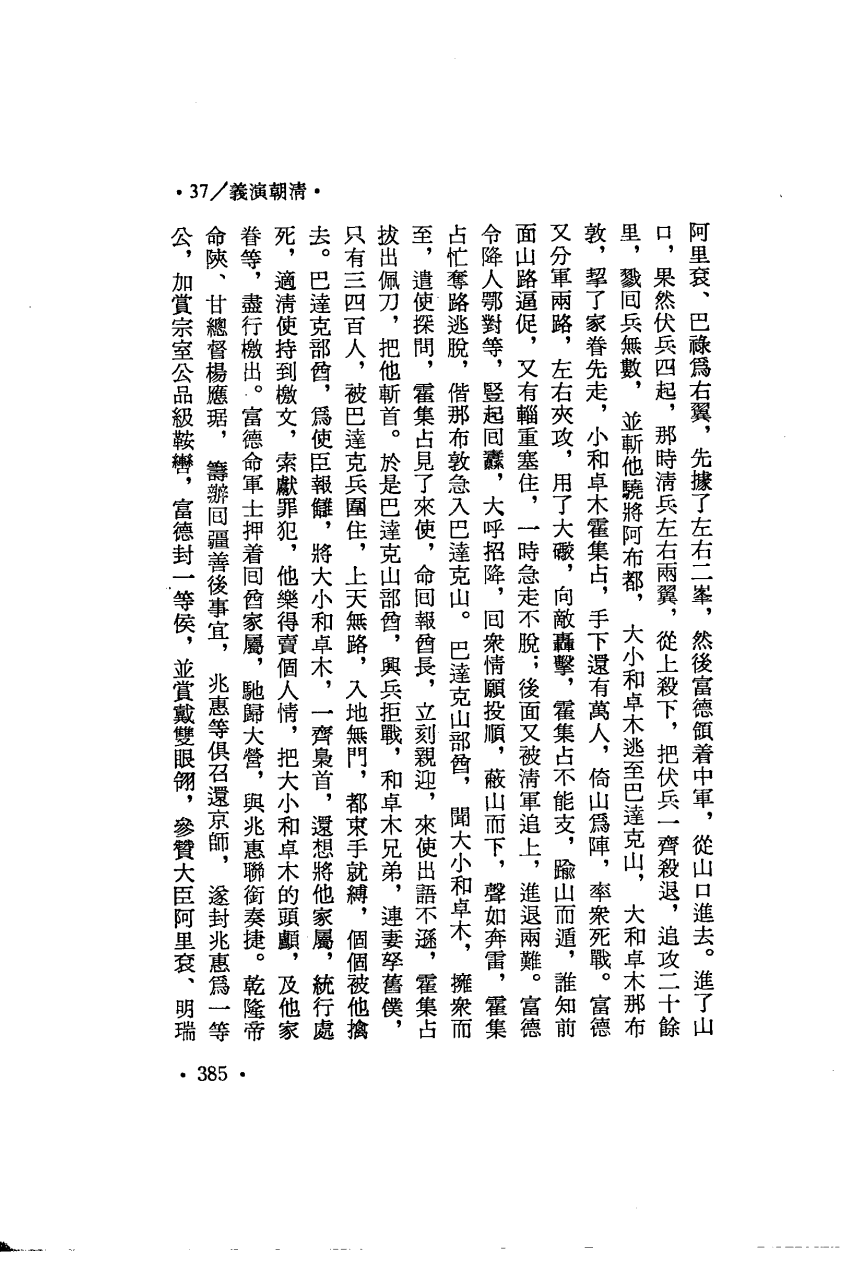 •清朝演義／37•
阿里袞、巴祿爲右翼，先據了左右二峯，然後富德領着中軍，從山口進去。進了山
口，果然伏兵四起，那時清兵左右兩翼，從上殺下，把伏兵一齊殺退，追攻二十餘
里，戮回兵無數，並斬他驍將阿布都，大小和卓木逃至巴達克山，大和卓木那布
敦，挈了家眷先走，小和卓木霍集占，手下還有萬人，倚山爲陣，率衆死戰。富德
又分軍兩路，左右夾攻，用了大礮，向敵轟擊，霍集占不能支，踰山而遁，誰知前
面山路逼促，又有輜重塞住，一時急走不脫；後面又被清軍追上，進退兩難。富德
令降人鄂對等，豎起回纛，大呼招降，回衆情願投順，蔽山而下，聲如奔雷，霍集
占忙奪路逃脫，偕那布敦急入巴達克山。巴達克山部酋，聞大小和卓木，擁衆而
至，遣使探問，霍集占見了來使，命回報酋長，立刻親迎，來使出語不遜，霍集占
拔出佩刀，把他斬首。於是巴達克山部酋，興兵拒戰，和卓木兄弟，連妻孥舊僕，
只有三四百人，被巴達克兵圍住，上天無路，入地無門，都束手就縛，個個被他擒
去。巴達克部酋，爲使臣報讎，將大小和卓木，一齊梟首，還想將他家屬，統行處
死，適清使持到檄文，索獻罪犯，他樂得賣個人情，把大小和卓木的頭顱，及他家
眷等，盡行檄出。富德命軍士押着回酋家屬，馳歸大營，與兆惠聯銜奏捷。乾隆帝
命陝、甘總督楊應琚，籌辦回疆善後事宜，兆惠等俱召還京師，遂封兆惠爲一等
公，加賞宗室公品級鞍轡，富德封一等侯，並賞戴雙眼翎，參贊大臣阿里袞、明瑞
•385•